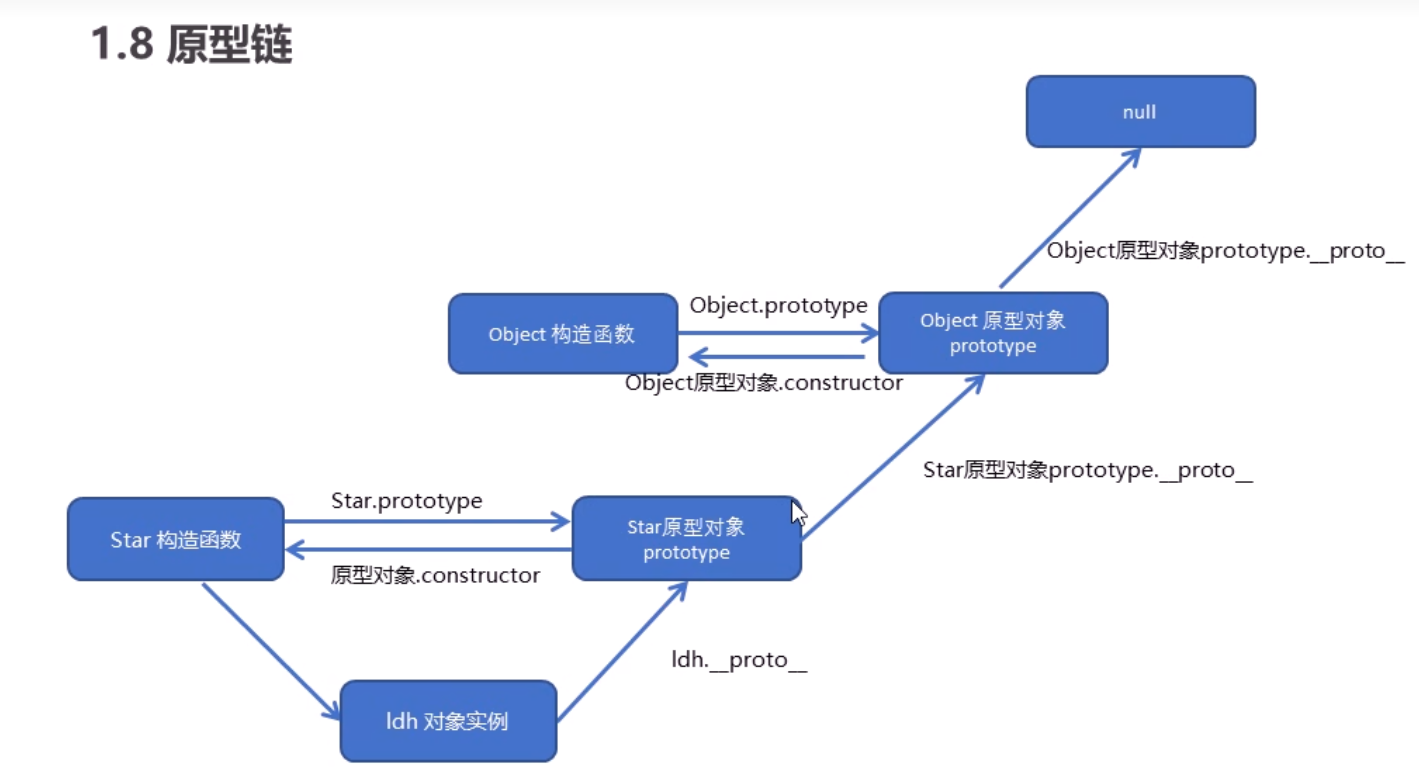 1.8 原型链
null
Object原型对象prototype.__proto__
Object.prototype
Object 构造函数
Object 原型对象
prototype
Object原型对象.constructor
Star原型对象prototype.__proto__
Star.prototype
Star 构造函数
Star原型对象
prototype
原型对象.constructor
ldh.__proto__
ldh 对象实例